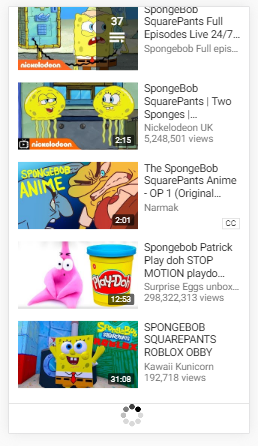 37
SpongeBob
SquarePants Full
Episodes Live 24/7...
Spongebob Full epis...
nickelodeon
SpongeBob
SquarePants | Two
Sponges |...
Nickelodeon UK
5,248,501 views
nickelodeon
2:15
SPONGEBOB
ANIME
2:01
The SpongeBob
SquarePants Anime
- OP 1 (Original...
Narmak
CC
Play-Doh
12:53
Spongebob Patrick
Play doh STOP
MOTION playdo...
Surprise Eggs unbox...
298,322,313 views
SPONGEBOB
ROBLOX
31:08
SPONGEBOB
SQUAREPANTS
ROBLOX OBBY
Kawaii Kunicorn
192,718 views